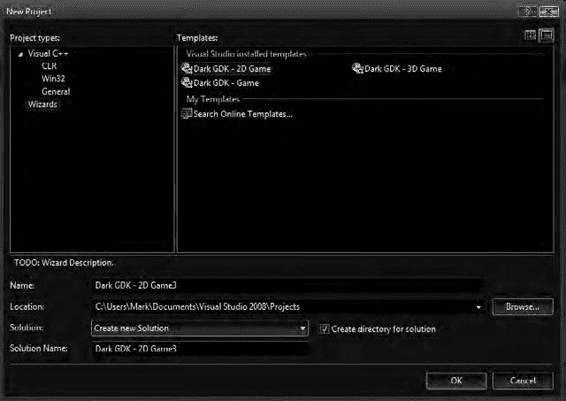 New Project
Project types:
Templates:
Visual C++
CLR
Win32
General
Wizards
Visual Studio installed templates
Dark GDK - 2D Game
Dark GDK - 3D Game
Dark GDK - Game
My Templates
Search Online Templates...
TODO: Wizard Description.
Name: Dark GDK - 2D Game3
Location: C:\Users\Mark\Documents\Visual Studio 2008\Projects Browse...
Solution: Create new Solution Create directory for solution
Solution Name: Dark GDK - 2D Game3
OK Cancel